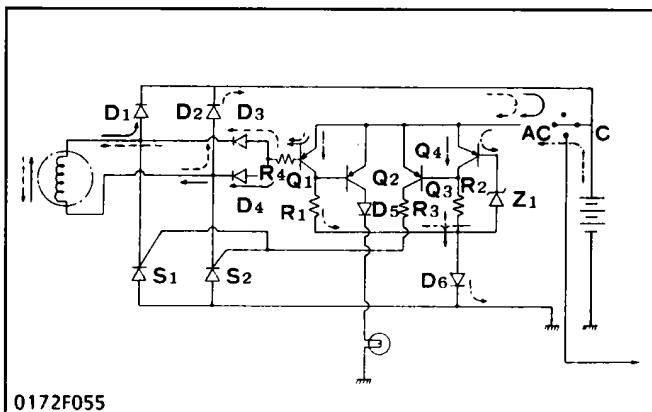 D1 D2 D3 AC C
R4 Q1 Q2 Q4 Q3 R2
D4 R1 D5 R3 Z1
S1 S2 D6
0172F055